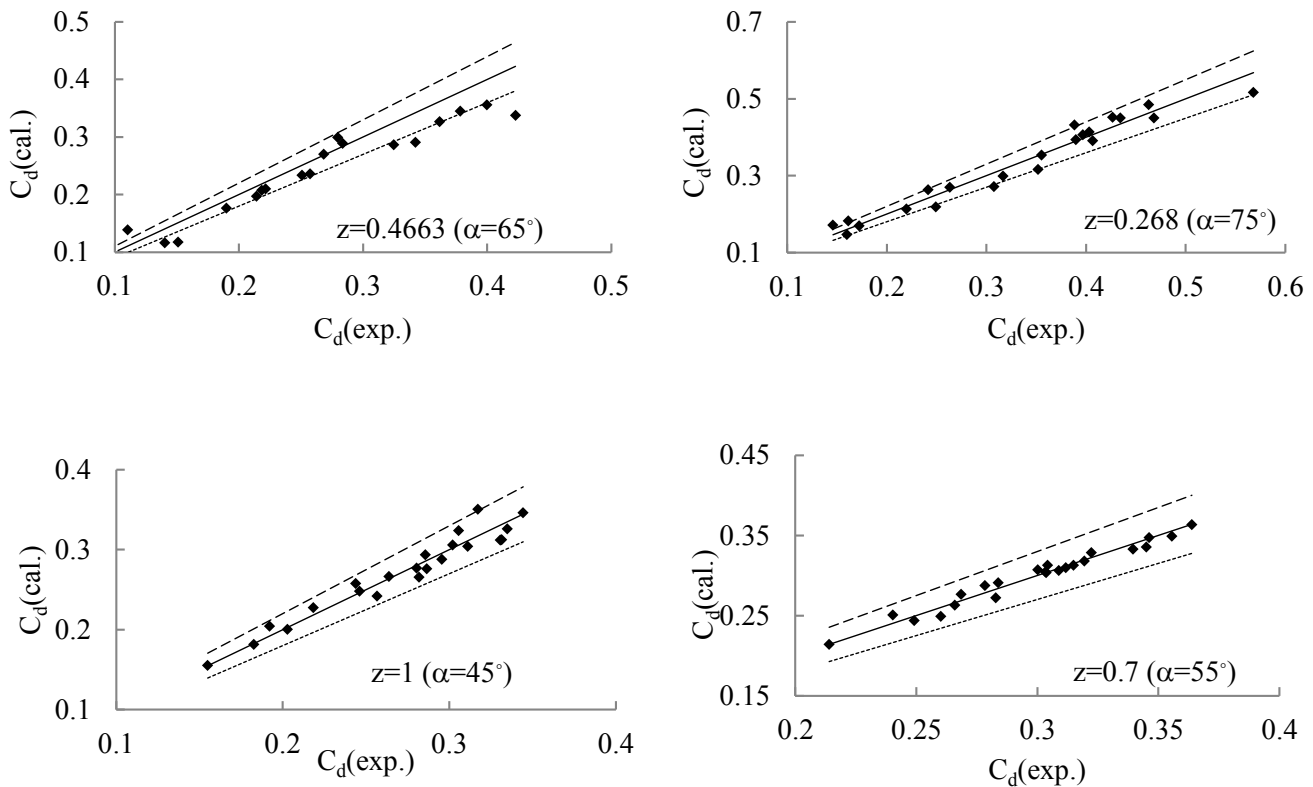 C_d(cal.)
0.5
0.4
0.3
0.2
0.1
z=0.4663 (α=65°)
0.1 0.2 0.3 0.4 0.5
C_d(exp.)
C_d(cal.)
0.7
0.5
0.3
0.1
z=0.268 (α=75°)
0.1 0.2 0.3 0.4 0.5 0.6
C_d(exp.)
C_d(cal.)
0.4
0.3
0.2
0.1
z=1 (α=45°)
0.1 0.2 0.3 0.4
C_d(exp.)
C_d(cal.)
0.45
0.35
0.25
0.15
z=0.7 (α=55°)
0.2 0.25 0.3 0.35 0.4
C_d(exp.)